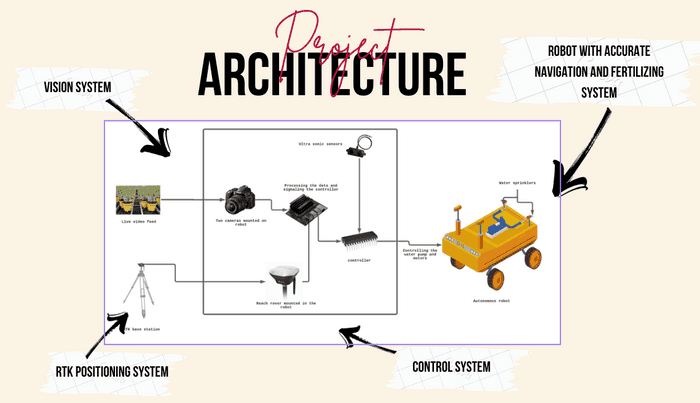 Project
ARCHITECTURE
VISION SYSTEM
ROBOT WITH ACCURATE
NAVIGATION AND FERTILIZING
SYSTEM
Ultra sonic sensors
Processing the data and
signaling the controller
Water sprinklers
Live video feed
Two cameras mounted on
robot
controller
Controlling the
water pump and
motors
Reach rover mounted in the
robot
Autonomous robot
base station
RTK POSITIONING SYSTEM
CONTROL SYSTEM